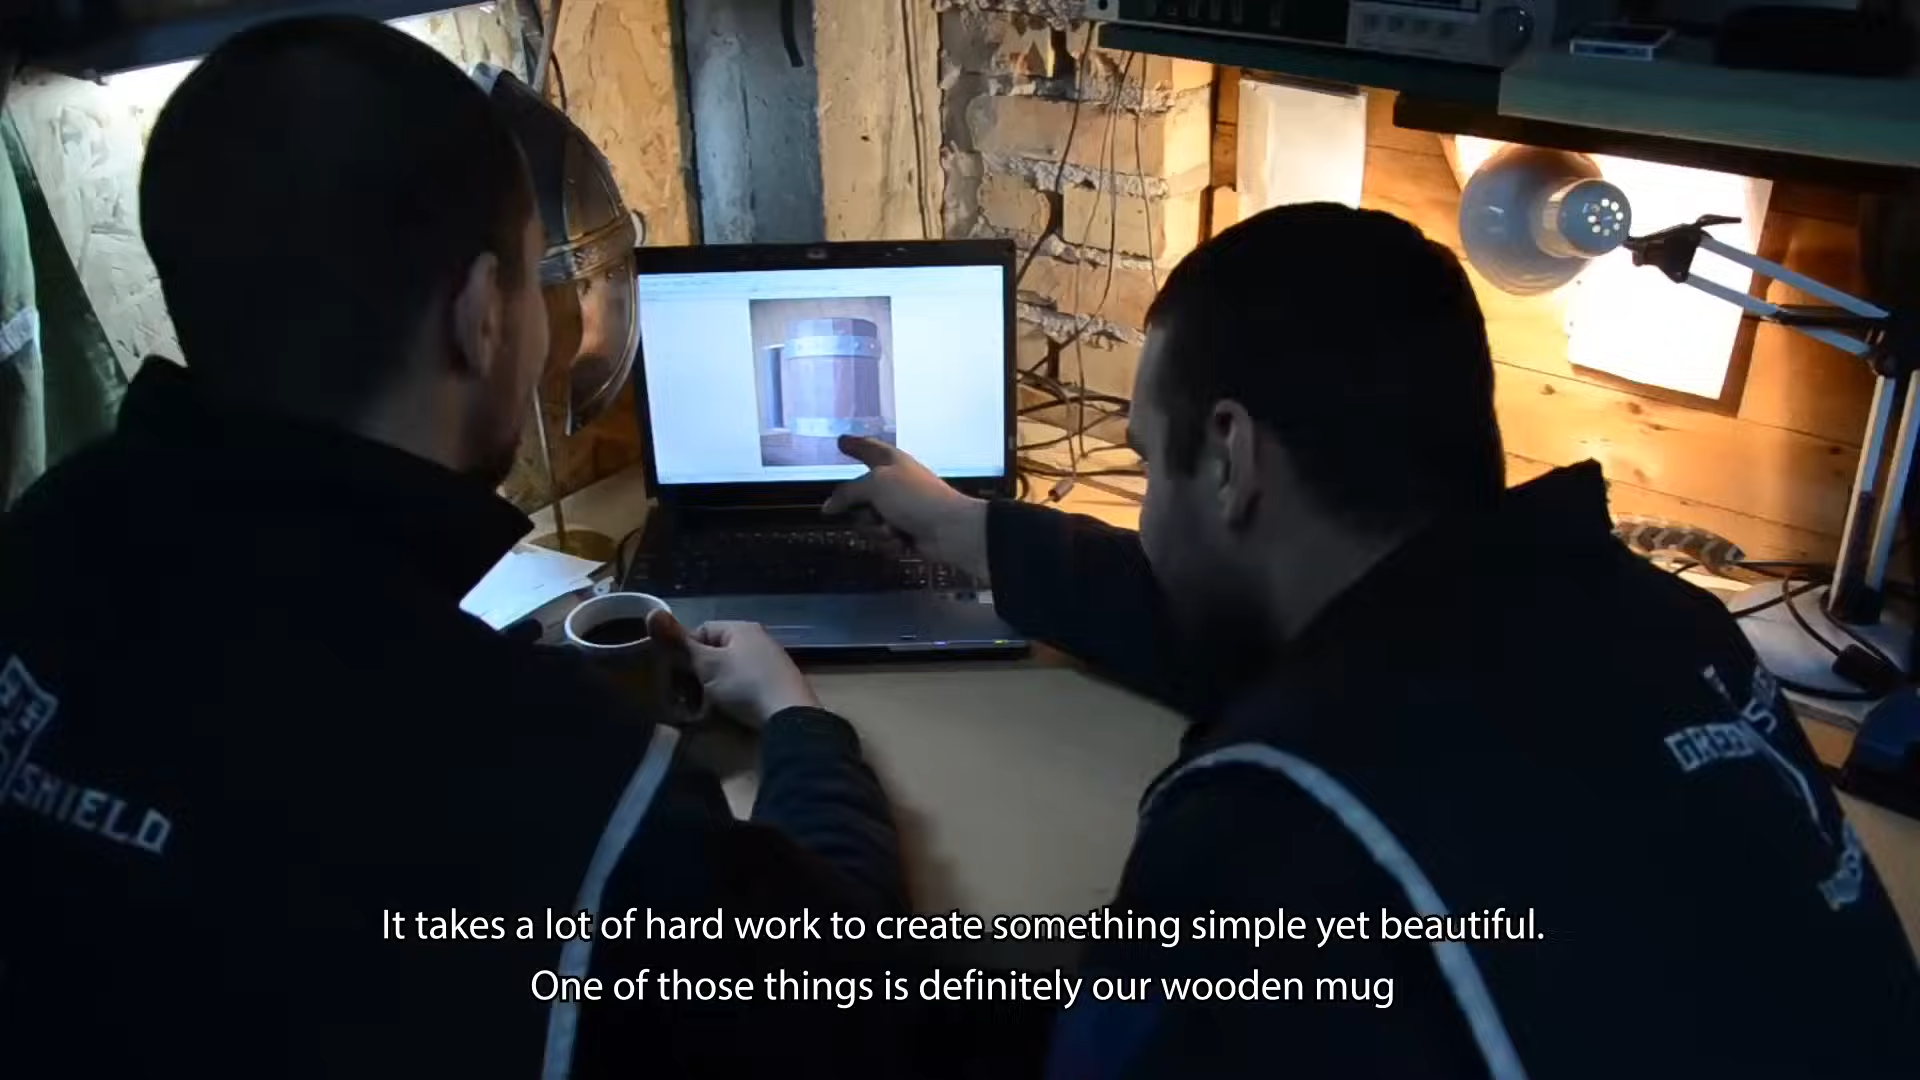 SHIELD
GREEN
It takes a lot of hard work to create something simple yet beautiful.
One of those things is definitely our wooden mug